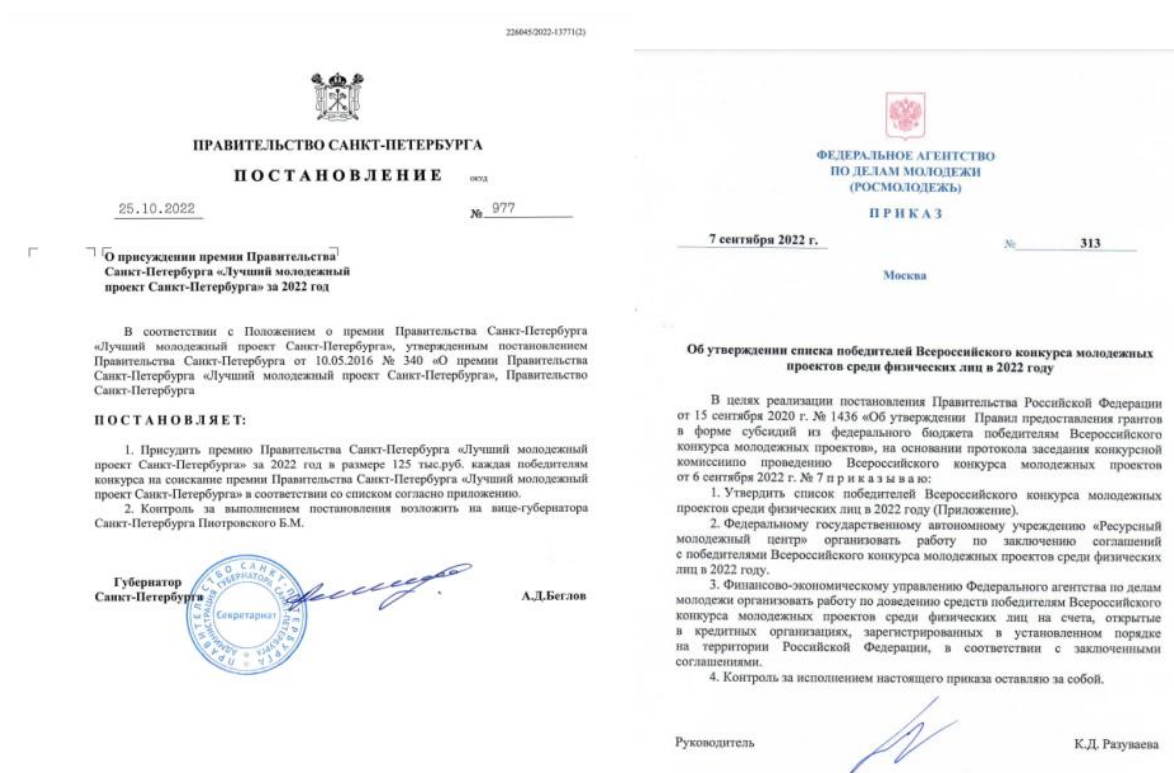 226045/2022-13771(2)
ПРАВИТЕЛЬСТВО САНКТ-ПЕТЕРБУРГА
ПОСТАНОВЛЕНИЕ
окуд
25.10.2022
№ 977
О присуждении премии Правительства
Санкт-Петербурга «Лучший молодежный
проект Санкт-Петербурга» за 2022 год
В соответствии с Положением о премии Правительства Санкт-Петербурга
«Лучший молодежный проект Санкт-Петербурга», утвержденным постановлением
Правительства Санкт-Петербурга от 10.05.2016 № 340 «О премии Правительства
Санкт-Петербурга «Лучший молодежный проект Санкт-Петербурга», Правительство
Санкт-Петербурга
ПОСТАНОВЛЯЕТ:
1. Присудить премию Правительства Санкт-Петербурга «Лучший молодежный
проект Санкт-Петербурга» за 2022 год в размере 125 тыс.руб. каждая победителям
конкурса на соискание премии Правительства Санкт-Петербурга «Лучший молодежный
проект Санкт-Петербурга» в соответствии со списком согласно приложению.
2. Контроль за выполнением постановления возложить на вице-губернатора
Санкт-Петербурга Пиотровского Б.М.
Губернатор
Санкт-Петербурга
А.Д.Беглов
ПРАВИТЕЛЬСТВО САНКТ-ПЕТЕРБУРГА
АДМИНИСТРАЦИЯ ГУБЕРНАТОРА САНКТ-ПЕТЕРБУРГА
Секретариат
ФЕДЕРАЛЬНОЕ АГЕНТСТВО
ПО ДЕЛАМ МОЛОДЕЖИ
(РОСМОЛОДЕЖЬ)
ПРИКАЗ
7 сентября 2022 г.
№ 313
Москва
Об утверждении списка победителей Всероссийского конкурса молодежных
проектов среди физических лиц в 2022 году
В целях реализации постановления Правительства Российской Федерации
от 15 сентября 2020 г. № 1436 «Об утверждении Правил предоставления грантов
в форме субсидий из федерального бюджета победителям Всероссийского
конкурса молодежных проектов», на основании протокола заседания конкурсной
комиссиипо проведению Всероссийского конкурса молодежных проектов
от 6 сентября 2022 г. № 7 п р и к а з ы в а ю:
1. Утвердить список победителей Всероссийского конкурса молодежных
проектов среди физических лиц в 2022 году (Приложение).
2. Федеральному государственному автономному учреждению «Ресурсный
молодежный центр» организовать работу по заключению соглашений
с победителями Всероссийского конкурса молодежных проектов среди физических
лиц в 2022 году.
3. Финансово-экономическому управлению Федерального агентства по делам
молодежи организовать работу по доведению средств победителям Всероссийского
конкурса молодежных проектов среди физических лиц на счета, открытые
в кредитных организациях, зарегистрированных в установленном порядке
на территории Российской Федерации, в соответствии с заключенными
соглашениями.
4. Контроль за исполнением настоящего приказа оставляю за собой.
Руководитель
К.Д. Разуваева